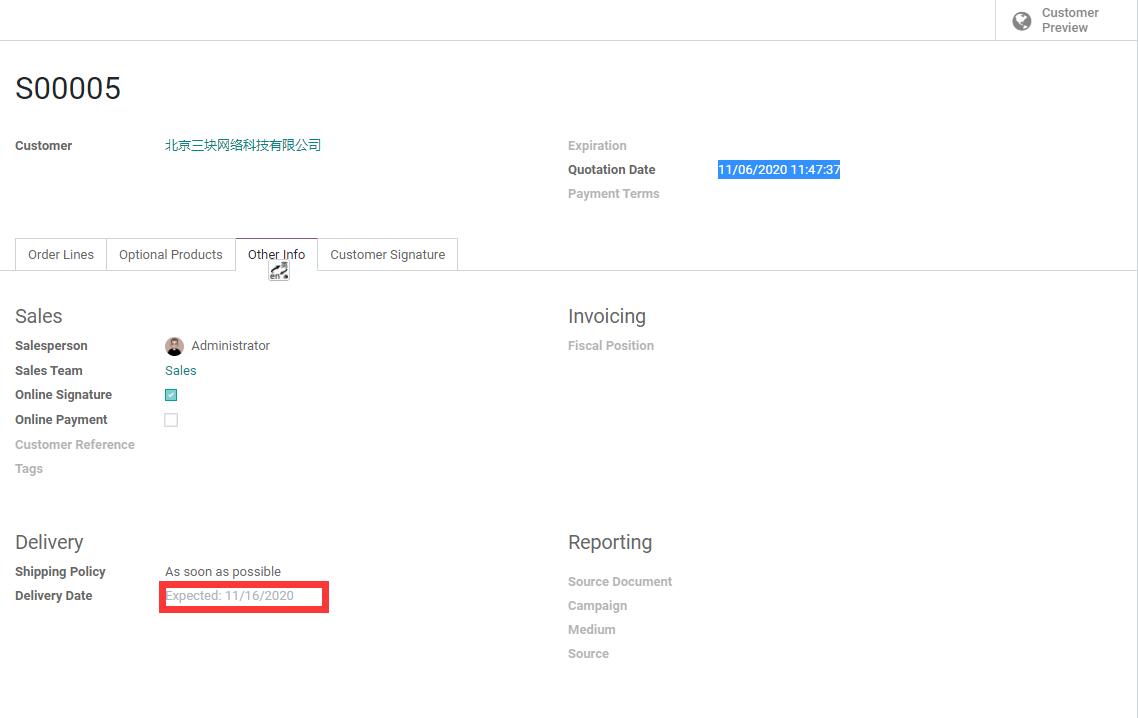 Customer
Preview
S00005
Customer 北京三块网络科技有限公司
Expiration
Quotation Date 11/06/2020 11:47:37
Payment Terms
Order Lines Optional Products Other Info Customer Signature
en 英
Sales
Invoicing
Salesperson Administrator
Fiscal Position
Sales Team Sales
Online Signature
Online Payment
Customer Reference
Tags
Delivery
Reporting
Shipping Policy As soon as possible
Source Document
Delivery Date Expected: 11/16/2020
Campaign
Medium
Source